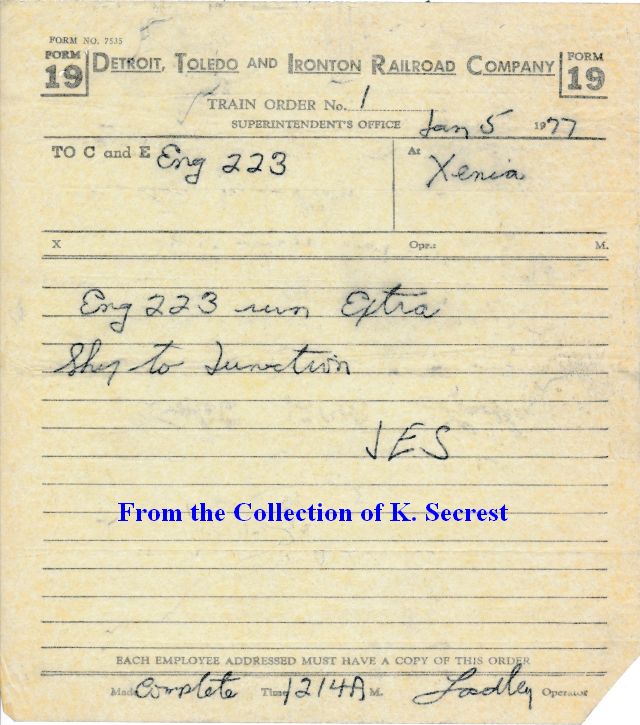 FORM NO. 7535
FORM 19 DETROIT, TOLEDO AND IRONTON RAILROAD COMPANY FORM 19
TRAIN ORDER No. 1
SUPERINTENDENT'S OFFICE Jan 5 1977
TO C and E Eng 223 At Xenia
X Opr.: M.
Eng 223 run Extra
to Junction
JES
From the Collection of K. Secrest
EACH EMPLOYEE ADDRESSED MUST HAVE A COPY OF THIS ORDER
Made Complete Time 1214A M. Operator